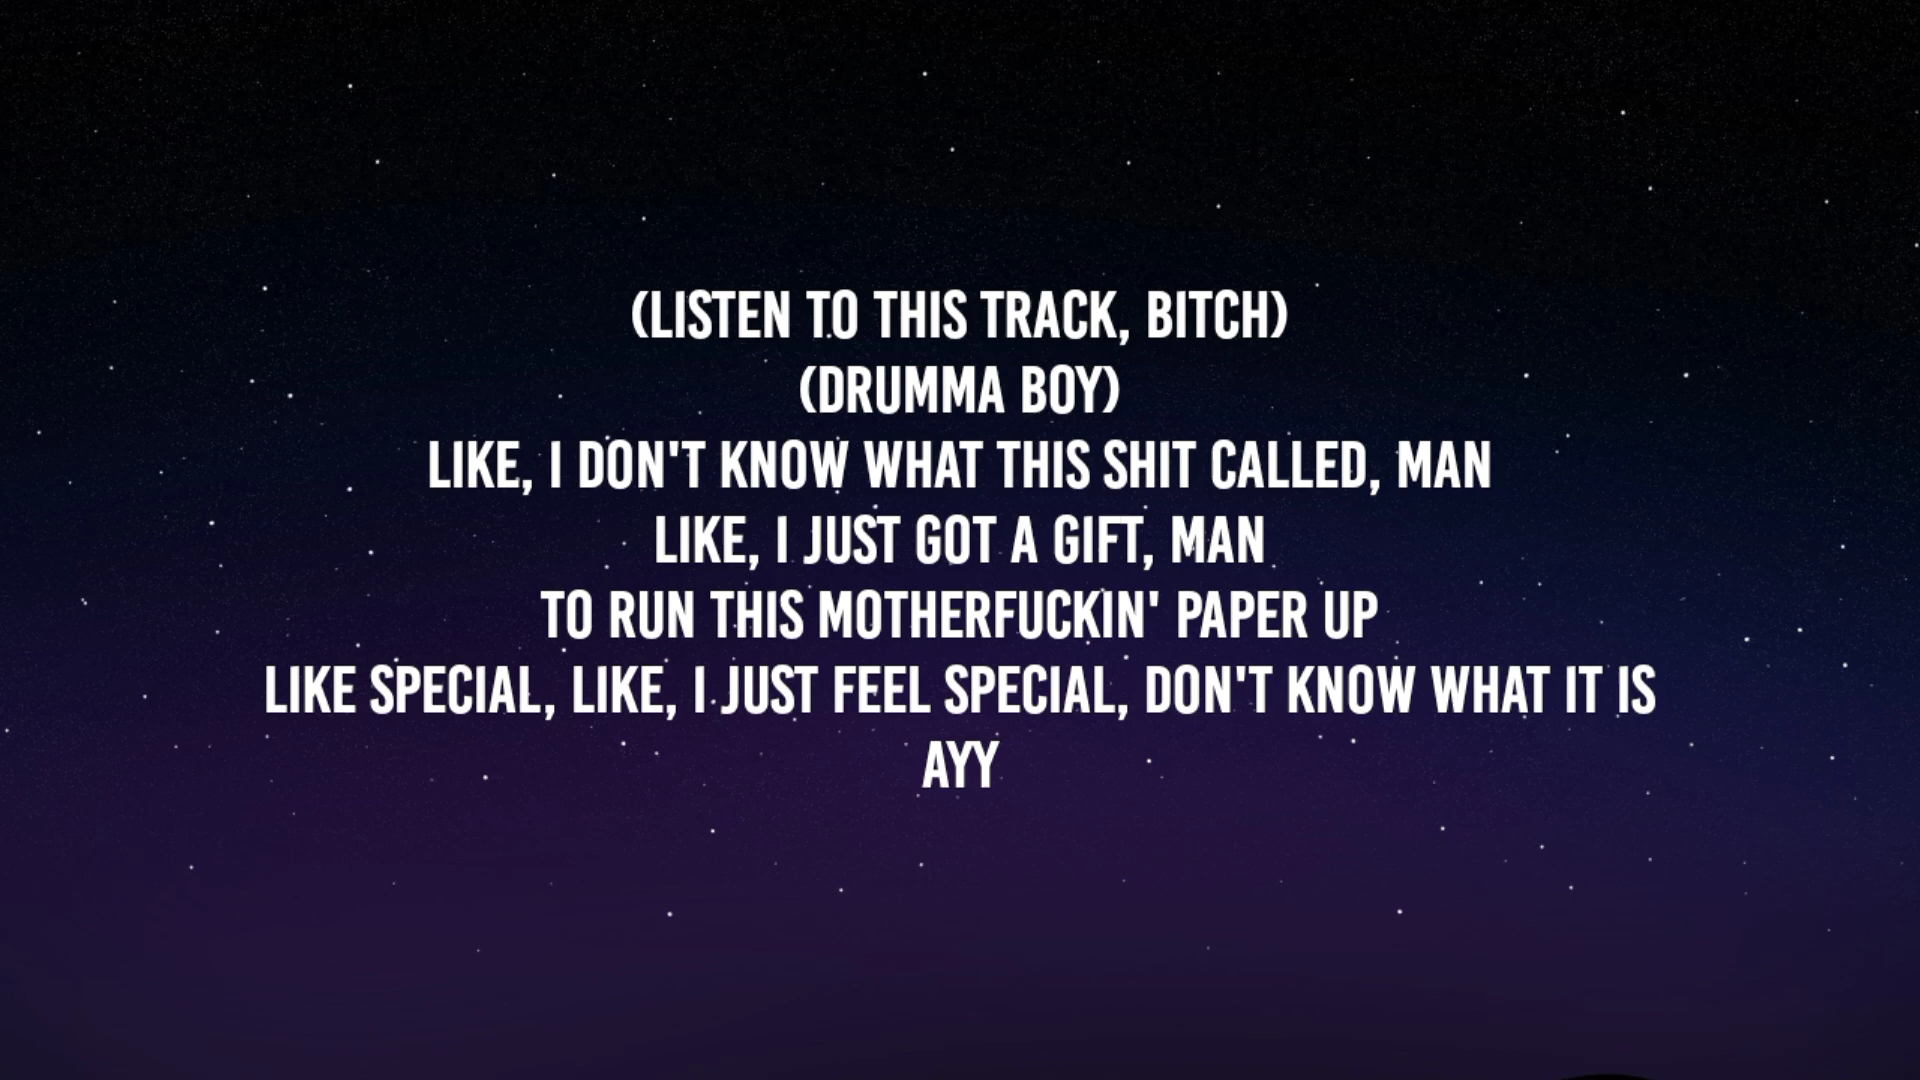 (LISTEN TO THIS TRACK, BITCH)
(DRUMMA BOY)
LIKE, I DON'T KNOW WHAT THIS SHIT CALLED, MAN
LIKE, I JUST GOT A GIFT, MAN
TO RUN THIS MOTHERFUCKIN' PAPER UP
LIKE SPECIAL, LIKE, I JUST FEEL SPECIAL, DON'T KNOW WHAT IT IS
AYY